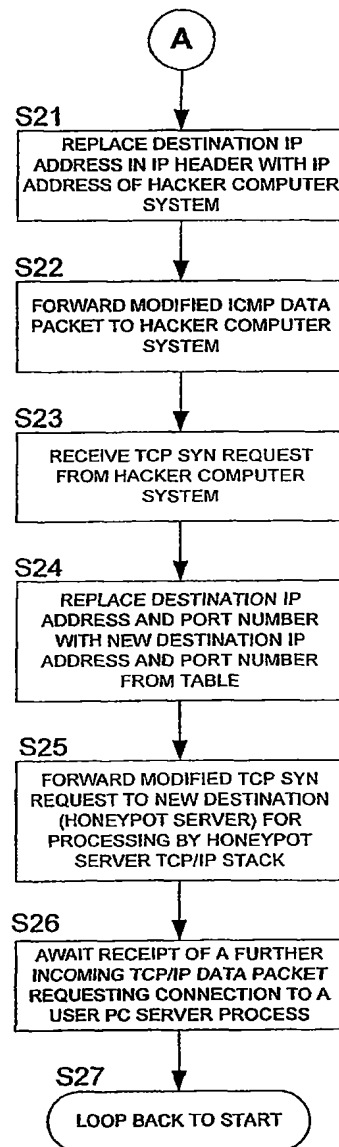 A
S21
REPLACE DESTINATION IP
ADDRESS IN IP HEADER WITH IP
ADDRESS OF HACKER COMPUTER
SYSTEM
S22
FORWARD MODIFIED ICMP DATA
PACKET TO HACKER COMPUTER
SYSTEM
S23
RECEIVE TCP SYN REQUEST
FROM HACKER COMPUTER
SYSTEM
S24
REPLACE DESTINATION IP
ADDRESS AND PORT NUMBER
WITH NEW DESTINATION IP
ADDRESS AND PORT NUMBER
FROM TABLE
S25
FORWARD MODIFIED TCP SYN
REQUEST TO NEW DESTINATION
(HONEYPOT SERVER) FOR
PROCESSING BY HONEYPOT
SERVER TCP/IP STACK
S26
AWAIT RECEIPT OF A FURTHER
INCOMING TCP/IP DATA PACKET
REQUESTING CONNECTION TO A
USER PC SERVER PROCESS
S27
LOOP BACK TO START